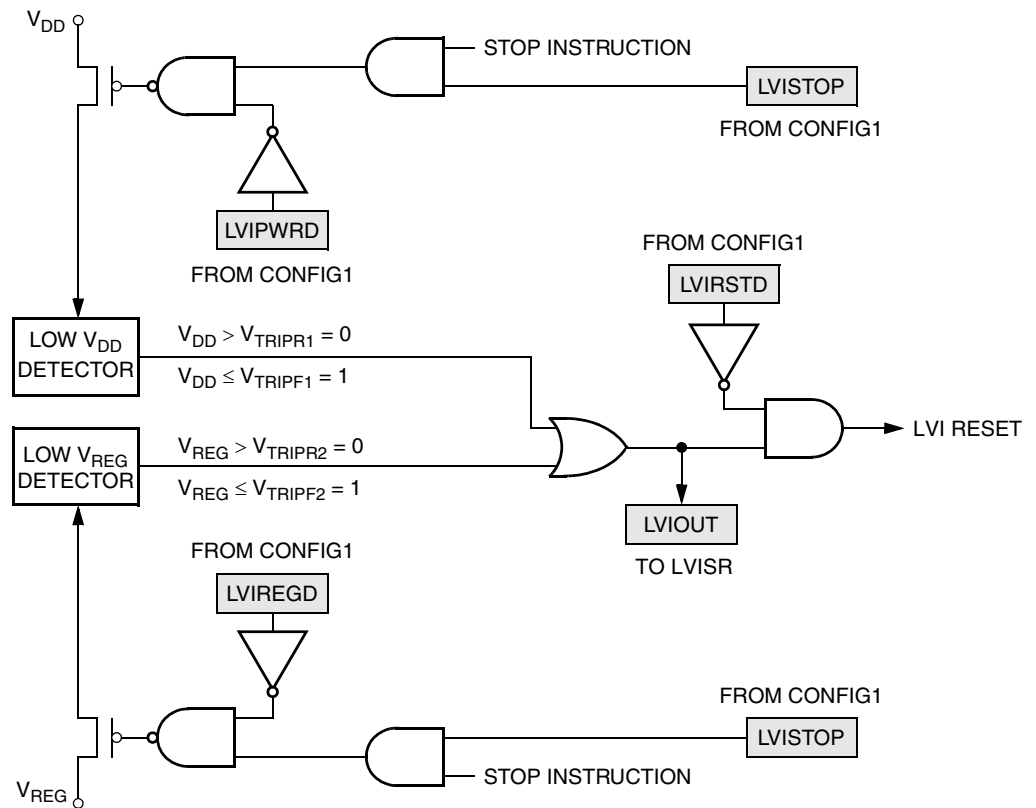 VDD
STOP INSTRUCTION
LVISTOP
FROM CONFIG1
LVIPWRD
FROM CONFIG1
FROM CONFIG1
LVIRSTD
LOW VDD
DETECTOR
VDD > VTRIPR1 = 0
VDD ≤ VTRIPF1 = 1
LVI RESET
LOW VREG
DETECTOR
VREG > VTRIPR2 = 0
VREG ≤ VTRIPF2 = 1
LVIOUT
TO LVISR
FROM CONFIG1
LVIREGD
FROM CONFIG1
LVISTOP
STOP INSTRUCTION
VREG